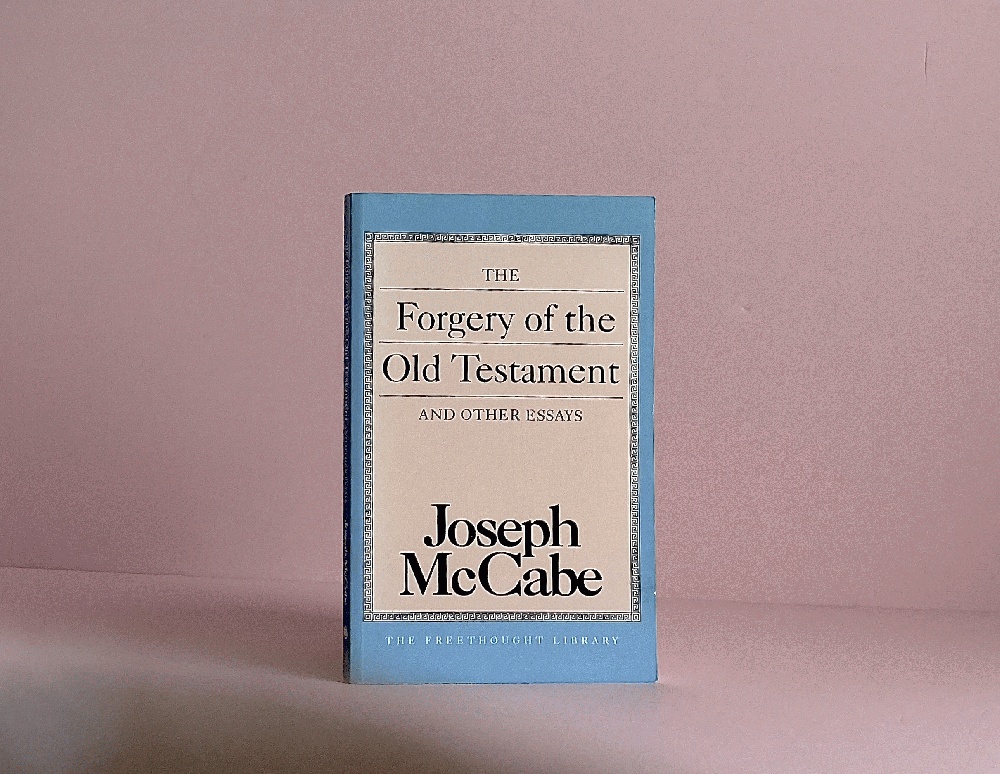 THE
Forgery of the
Old Testament
AND OTHER ESSAYS
Joseph
McCabe
THE FREETHOUGHT LIBRARY